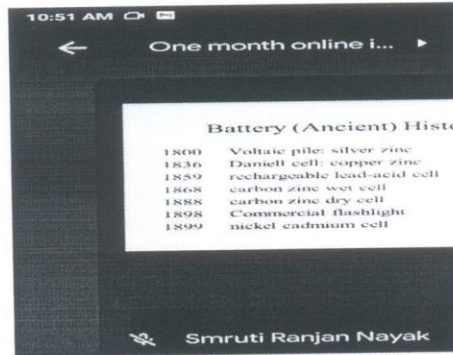 10:51 AM
One month online i...
Battery (Ancient) Histo
1800 Voltaic pile: silver zinc
1836 Daniell cell: copper zinc
1859 rechargeable lead-acid cell
1868 carbon zinc wet cell
1888 carbon zinc dry cell
1898 Commercial flashlight
1899 nickel cadmium cell
Smruti Ranjan Nayak